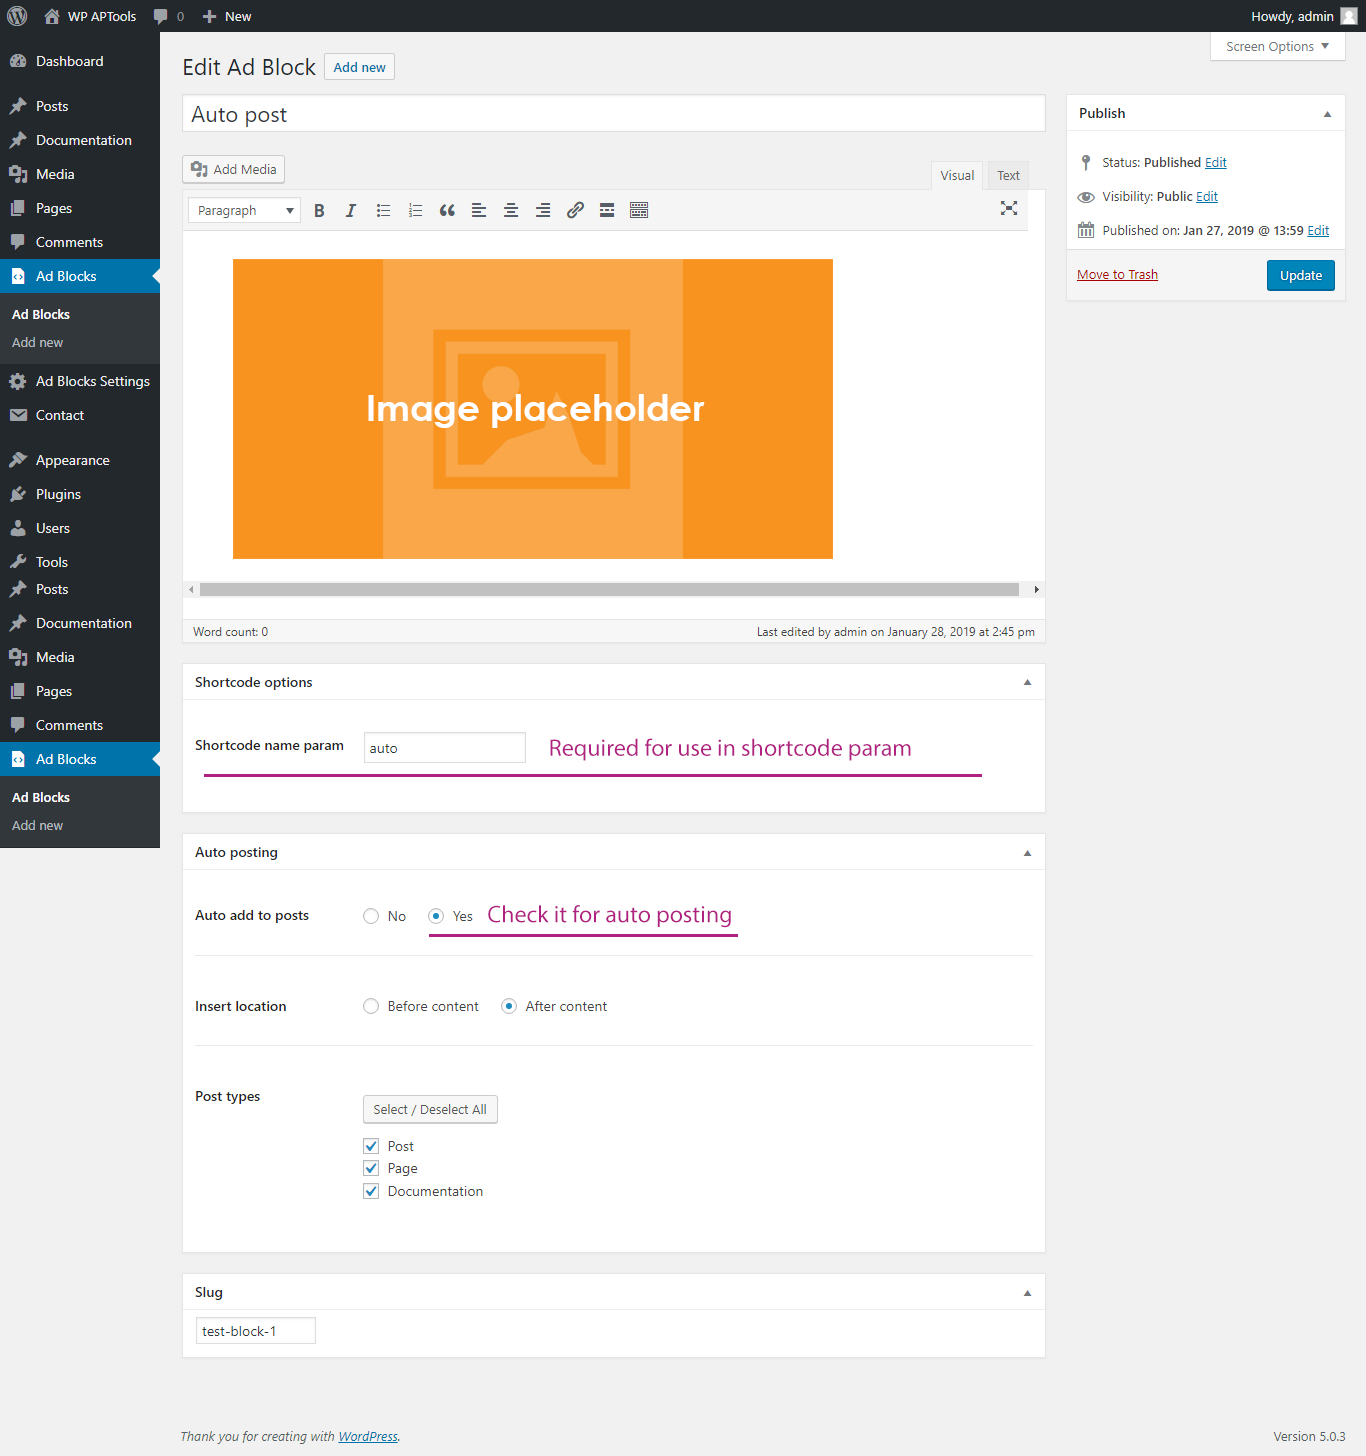 WP APTools 0 New Howdy, admin
Screen Options
Dashboard
Posts
Documentation
Media
Pages
Comments
Ad Blocks
Ad Blocks
Add new
Ad Blocks Settings
Contact
Appearance
Plugins
Users
Tools
Posts
Documentation
Media
Pages
Comments
Ad Blocks
Ad Blocks
Add new
Edit Ad Block Add new
Auto post
Add Media
Visual Text
Paragraph B I
Image placeholder
Word count: 0 Last edited by admin on January 28, 2019 at 2:45 pm
Shortcode options
Shortcode name param auto Required for use in shortcode param
Auto posting
Auto add to posts No Yes Check it for auto posting
Insert location Before content After content
Post types
Select / Deselect All
Post
Page
Documentation
Slug
test-block-1
Publish
Status: Published Edit
Visibility: Public Edit
Published on: Jan 27, 2019 @ 13:59 Edit
Move to Trash Update
Thank you for creating with WordPress. Version 5.0.3